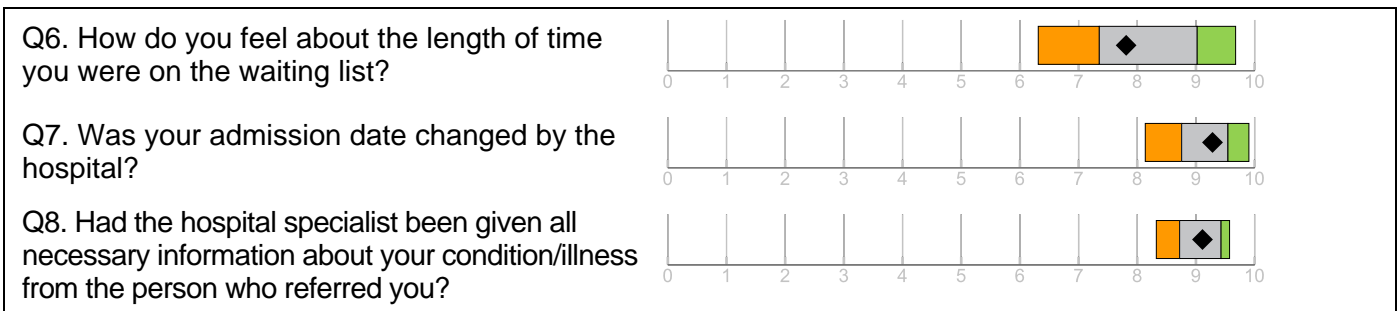 Q6. How do you feel about the length of time
you were on the waiting list?
0 1 2 3 4 5 6 7 8 9 10
Q7. Was your admission date changed by the
hospital?
0 1 2 3 4 5 6 7 8 9 10
Q8. Had the hospital specialist been given all
necessary information about your condition/illness
from the person who referred you?
0 1 2 3 4 5 6 7 8 9 10